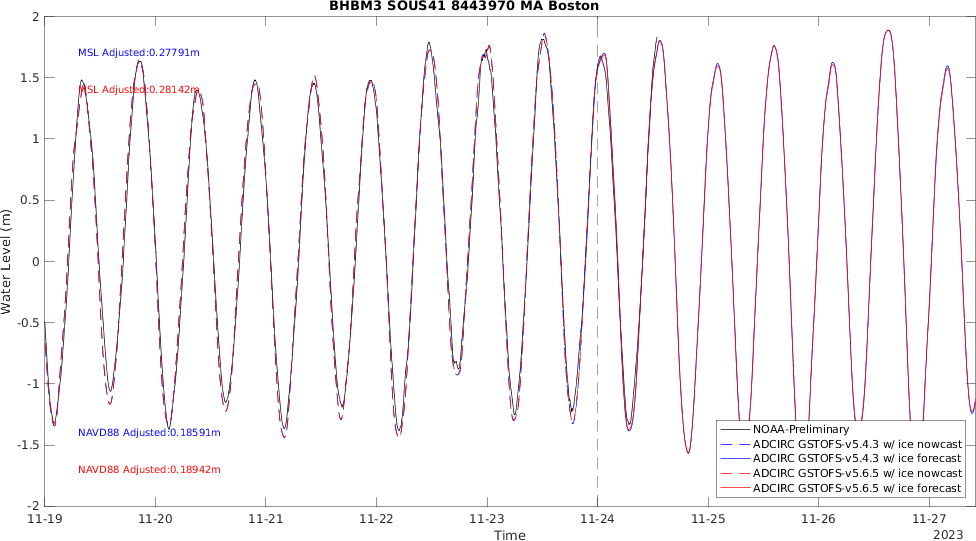 BHBM3 SOUS41 8443970 MA Boston
2
1.5
1
0.5
0
-0.5
-1
-1.5
-2
Water Level (m)
MSL Adjusted:0.27791m
MSL Adjusted:0.28142m
NAVD88 Adjusted:0.18591m
NAVD88 Adjusted:0.18942m
NOAA-Preliminary
ADCIRC GSTOFS-v5.4.3 w/ ice nowcast
ADCIRC GSTOFS-v5.4.3 w/ ice forecast
ADCIRC GSTOFS-v5.6.5 w/ ice nowcast
ADCIRC GSTOFS-v5.6.5 w/ ice forecast
11-19 11-20 11-21 11-22 11-23 11-24 11-25 11-26 11-27
Time
2023